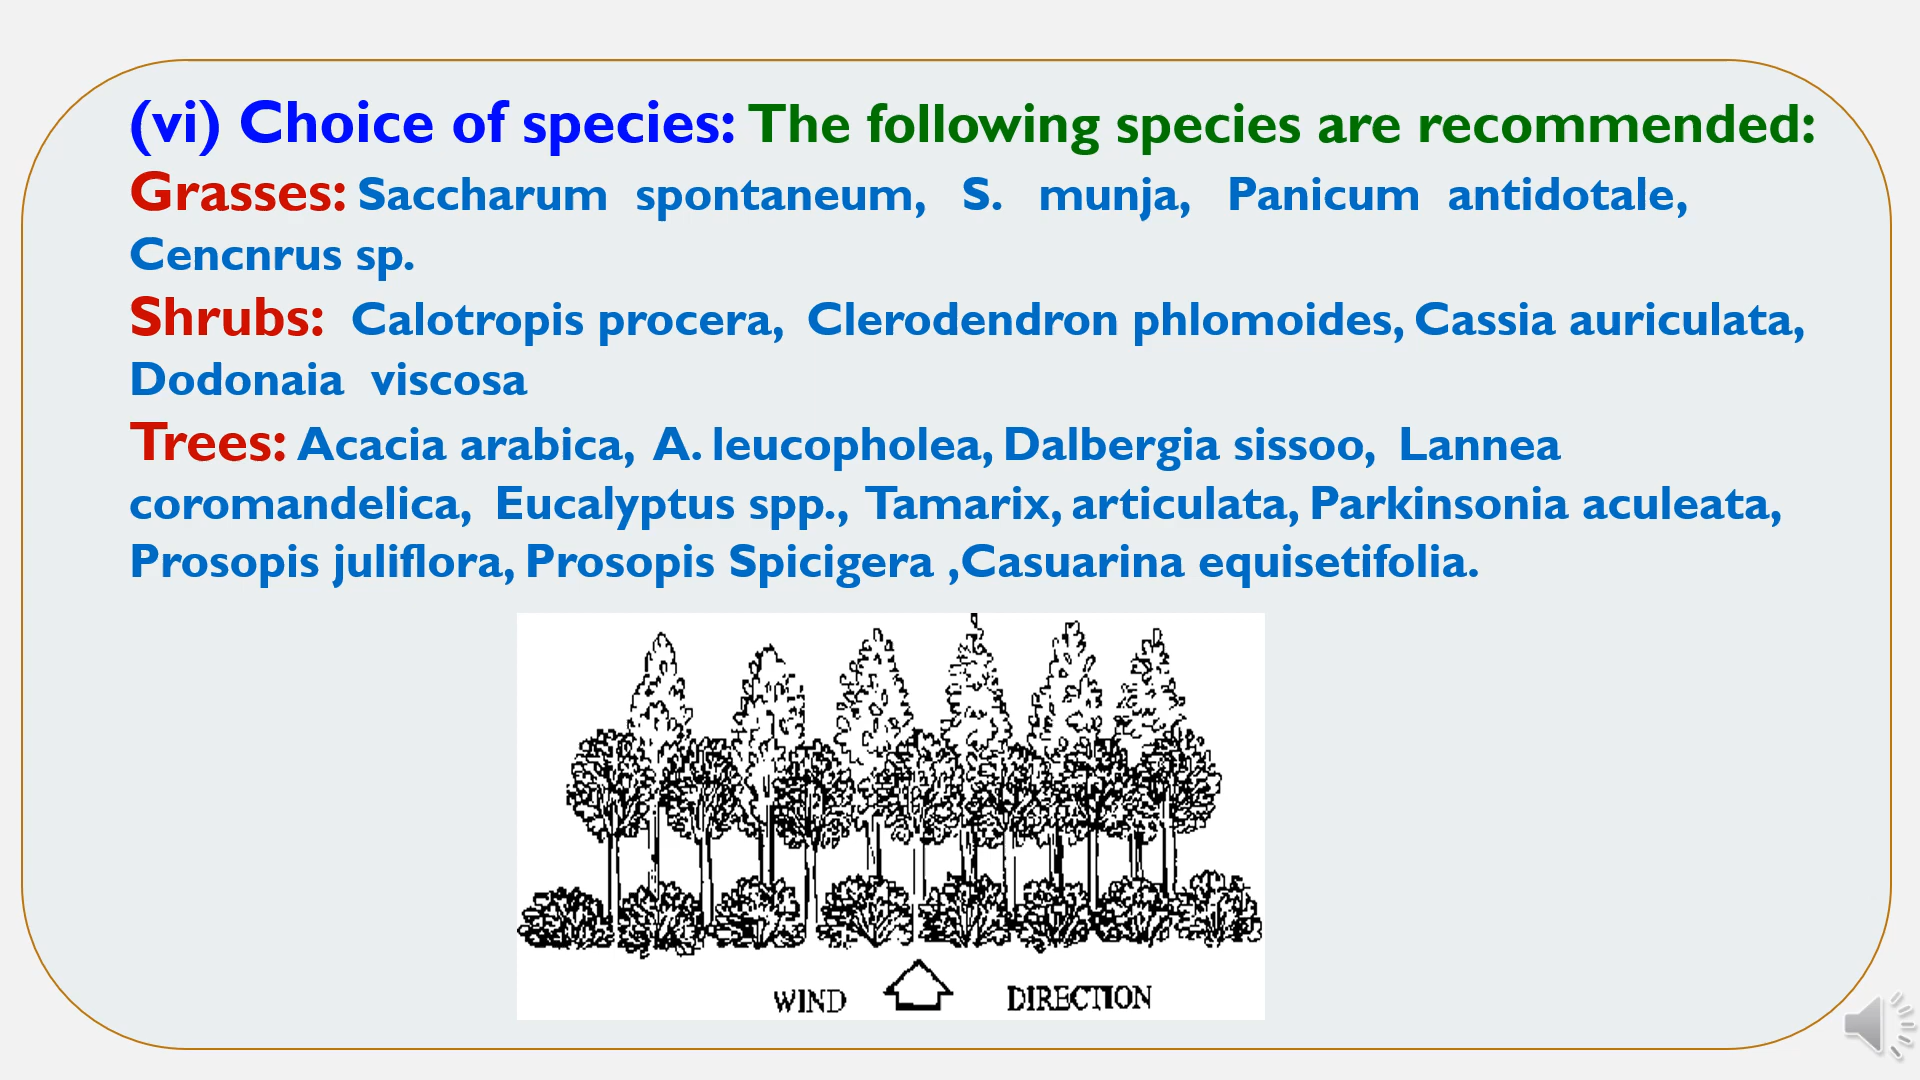 (vi) Choice of species: The following species are recommended:
Grasses: Saccharum spontaneum, S. munja, Panicum antidotale,
Cencnrus sp.
Shrubs: Calotropis procera, Clerodendron phlomoides, Cassia auriculata,
Dodonaia viscosa
Trees: Acacia arabica, A. leucopholea, Dalbergia sissoo, Lannea
coromandelica, Eucalyptus spp., Tamarix, articulata, Parkinsonia aculeata,
Prosopis juliflora, Prosopis Spicigera ,Casuarina equisetifolia.
WIND DIRECTION